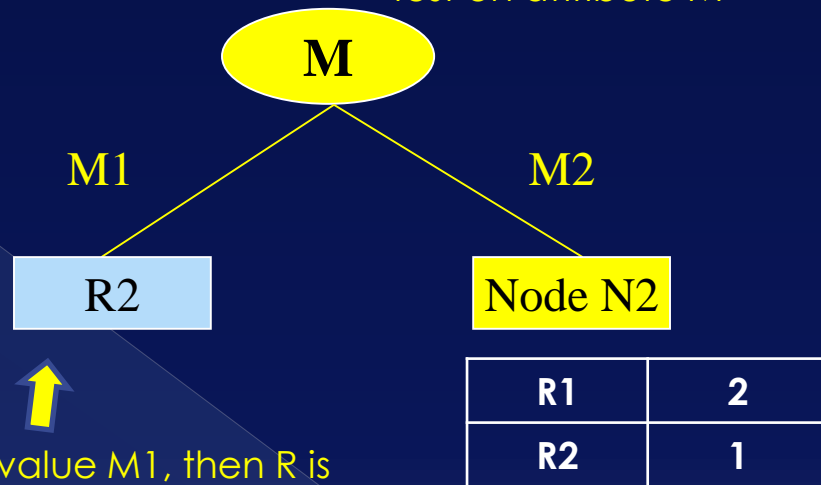 M
M1
M2
R2
Node N2
R1 2
R2 1
value M1, then R is